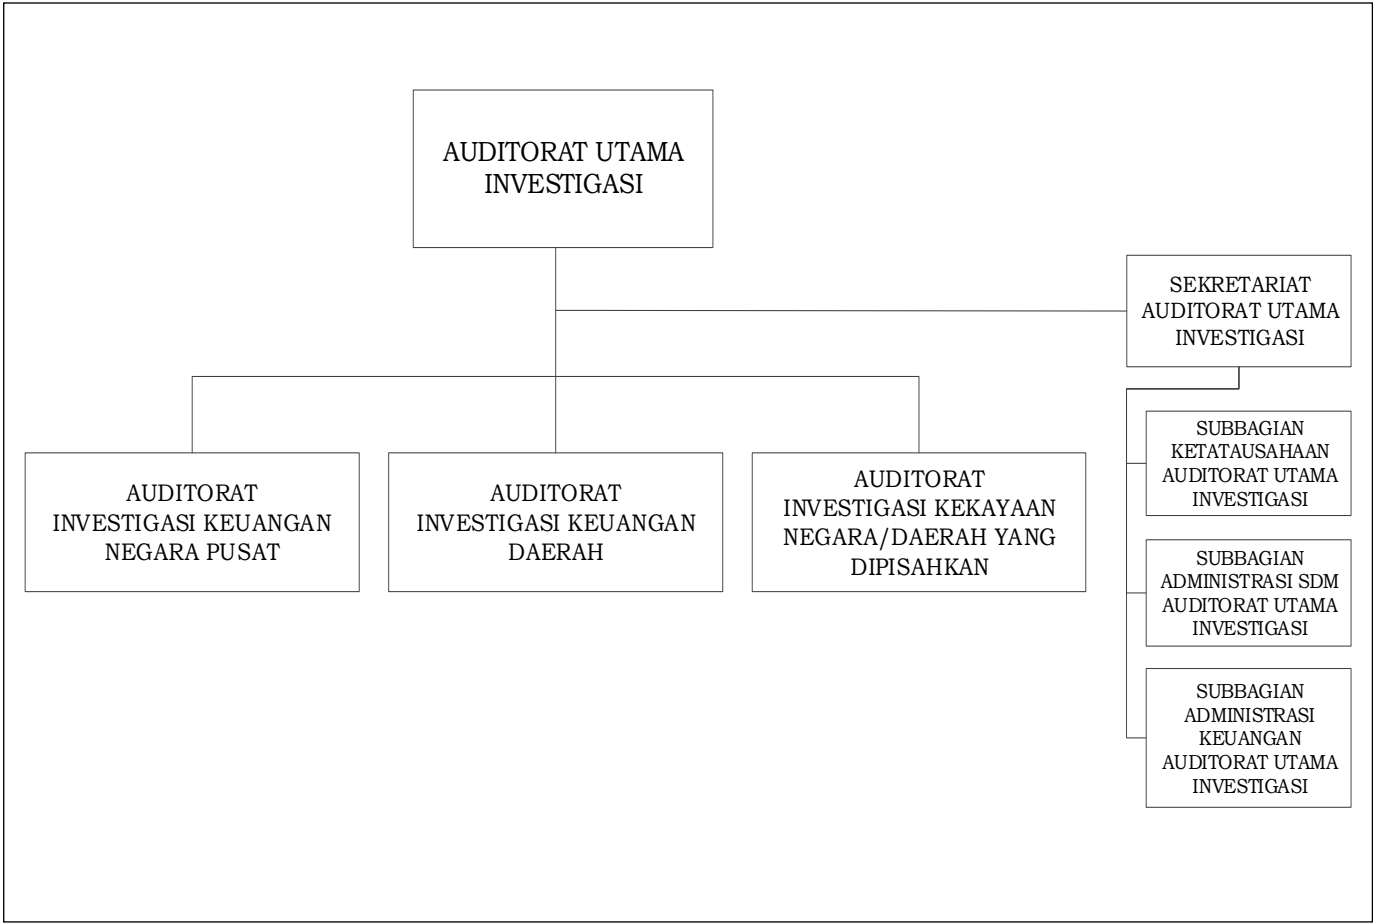 AUDITORAT UTAMA
INVESTIGASI
SEKRETARIAT
AUDITORAT UTAMA
INVESTIGASI
AUDITORAT
INVESTIGASI KEUANGAN
NEGARA PUSAT
AUDITORAT
INVESTIGASI KEUANGAN
DAERAH
AUDITORAT
INVESTIGASI KEKAYAAN
NEGARA/DAERAH YANG
DIPISAHKAN
SUBBAGIAN
KETATAUSAHAAN
AUDITORAT UTAMA
INVESTIGASI
SUBBAGIAN
ADMINISTRASI SDM
AUDITORAT UTAMA
INVESTIGASI
SUBBAGIAN
ADMINISTRASI
KEUANGAN
AUDITORAT UTAMA
INVESTIGASI